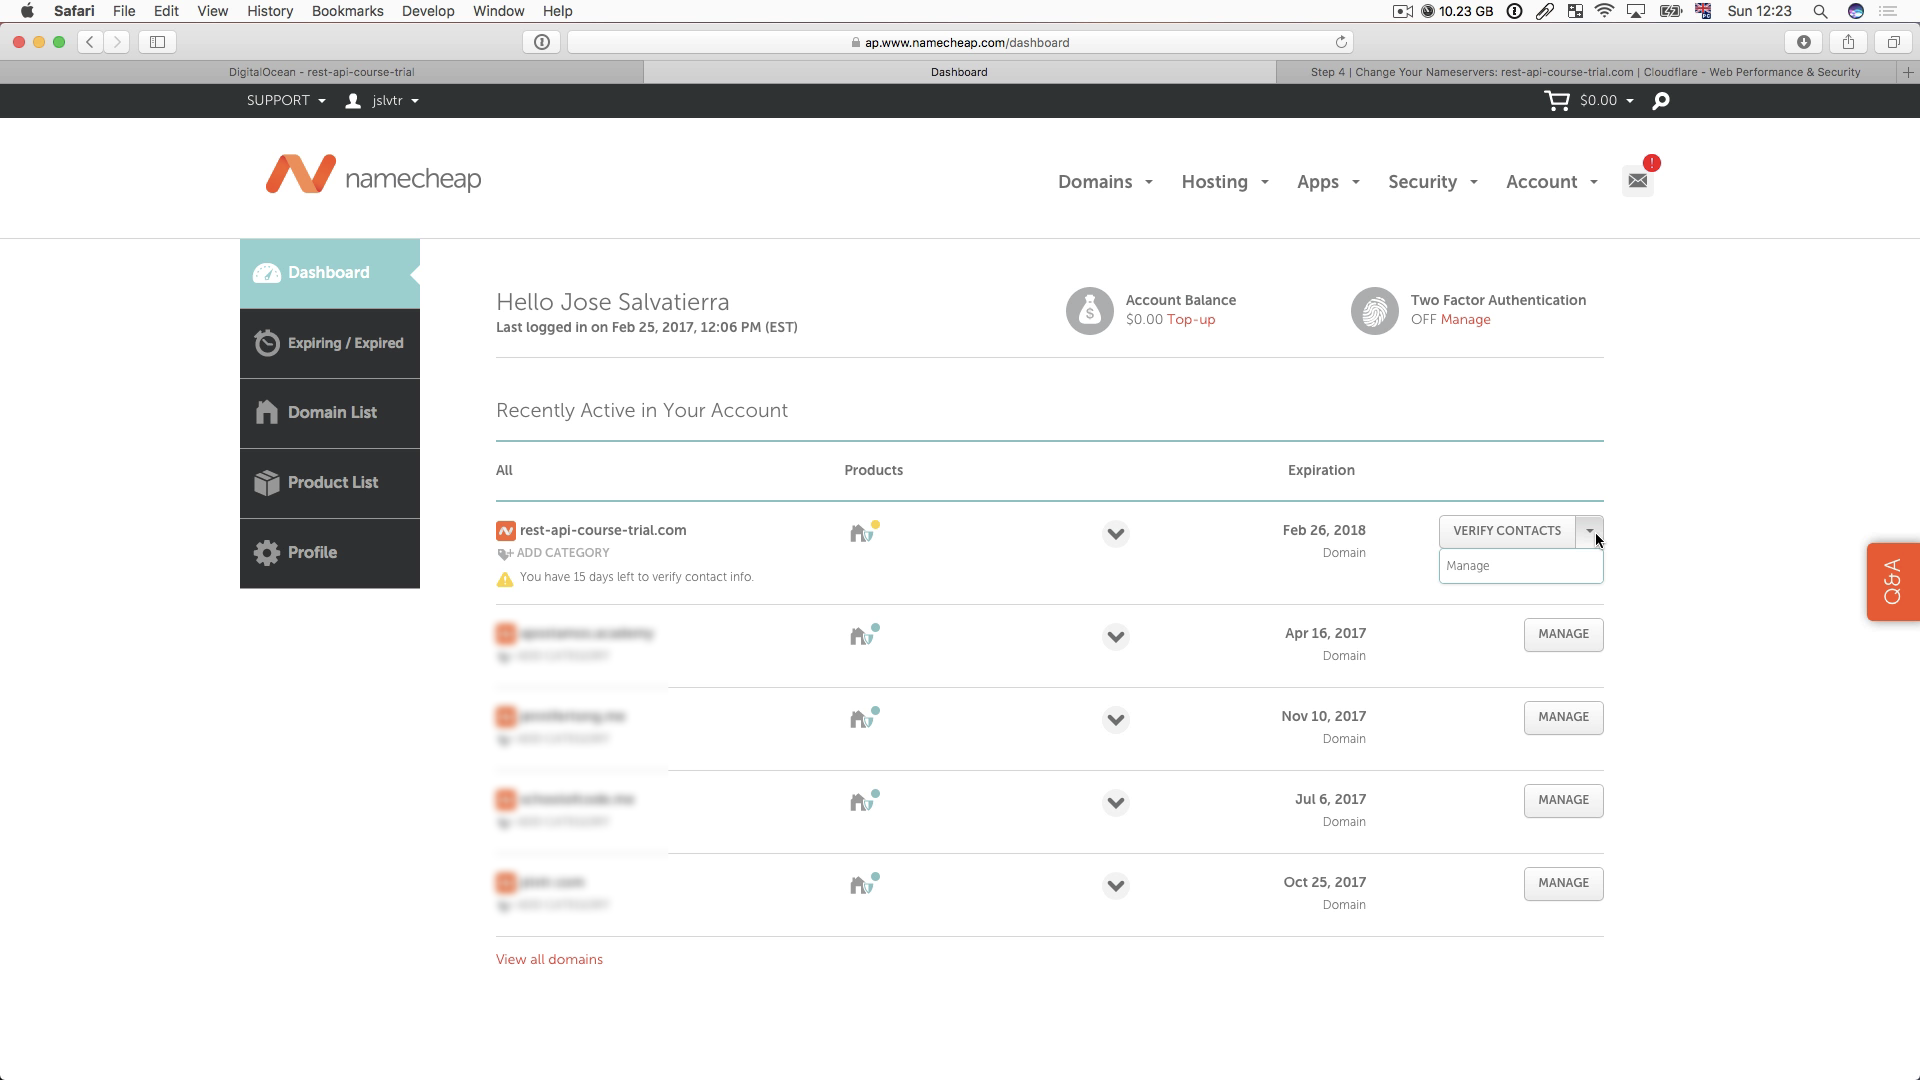 Safari File Edit View History Bookmarks Develop Window Help 10.23 GB Sun 12:23
ap.www.namecheap.com/dashboard
DigitalOcean - rest-api-course-trial Dashboard Step 4 | Change Your Nameservers: rest-api-course-trial.com | Cloudflare - Web Performance & Security
SUPPORT jslvtr $0.00
namecheap
Domains Hosting Apps Security Account
Dashboard
Expiring / Expired
Domain List
Product List
Profile
Hello Jose Salvatierra
Last logged in on Feb 25, 2017, 12:06 PM (EST)
Account Balance
$0.00 Top-up
Two Factor Authentication
OFF Manage
Recently Active in Your Account
All Products Expiration
rest-api-course-trial.com Feb 26, 2018 VERIFY CONTACTS
ADD CATEGORY Domain Manage
You have 15 days left to verify contact info.
Apr 16, 2017 MANAGE
Domain
Nov 10, 2017 MANAGE
Domain
Jul 6, 2017 MANAGE
Domain
Oct 25, 2017 MANAGE
Domain
View all domains
Q&A